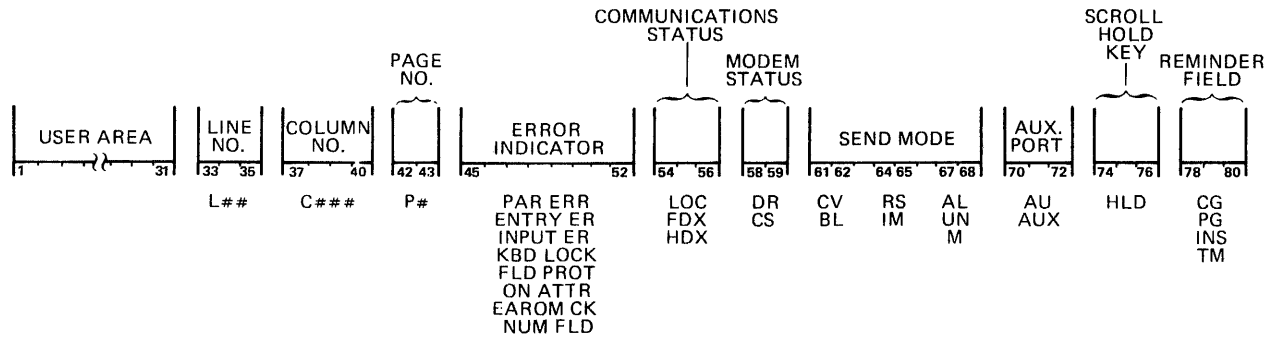 COMMUNICATIONS
STATUS
SCROLL
HOLD
KEY
PAGE
NO.
MODEM
STATUS
REMINDER
FIELD
USER AREA
LINE
NO.
COLUMN
NO.
ERROR
INDICATOR
SEND MODE
AUX.
PORT
1 31 33 36 37 40 42 43 45 52 54 56 58 59 61 62 64 65 67 68 70 72 74 76 78 80
L##
C###
P#
PAR ERR
ENTRY ER
INPUT ER
KBD LOCK
FLD PROT
ON ATTR
EAROM CK
NUM FLD
LOC
FDX
HDX
DR
CS
CV
BL
RS
IM
AL
UN
M
AU
AUX
HLD
CG
PG
INS
TM